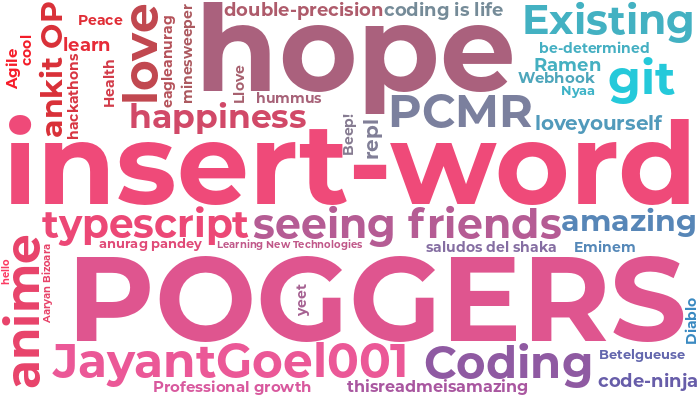 double-precision
coding is life
Existing
Peace
love
hope
minesweeper
eagleanurag
ankit OP
cool
Agile
learn
be-determined
Ramen
Webhook
git
Nyaa
Health
hackathons
Llove
hummus
happiness
PCMR
Beep!
repl
loveyourself
insert-word
typescript
seeing friends
amazing
anurag pandey
Learning New Technologies
saludos del shaka
Eminem
hello
anime
Aaryan Bizoara
POGGERS
yeet
Diablo
JayantGoel001
Coding
Betelgueuse
code-ninja
Professional growth
thisreadmeisamazing